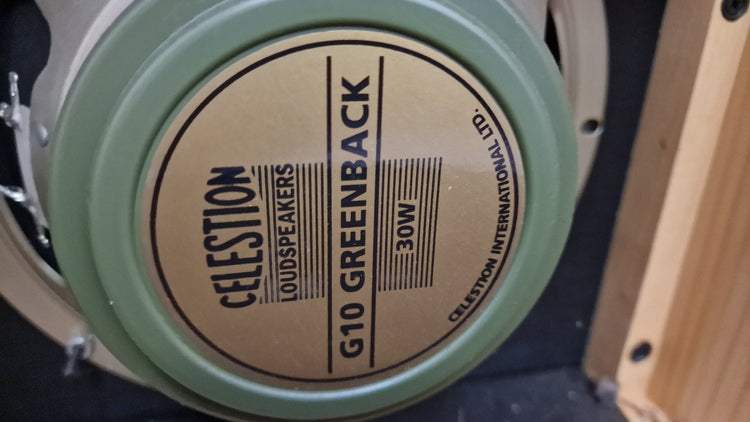 CELESTION
LOUDSPEAKERS
G10 GREENBACK
30W
CELESTION INTERNATIONAL LTD.